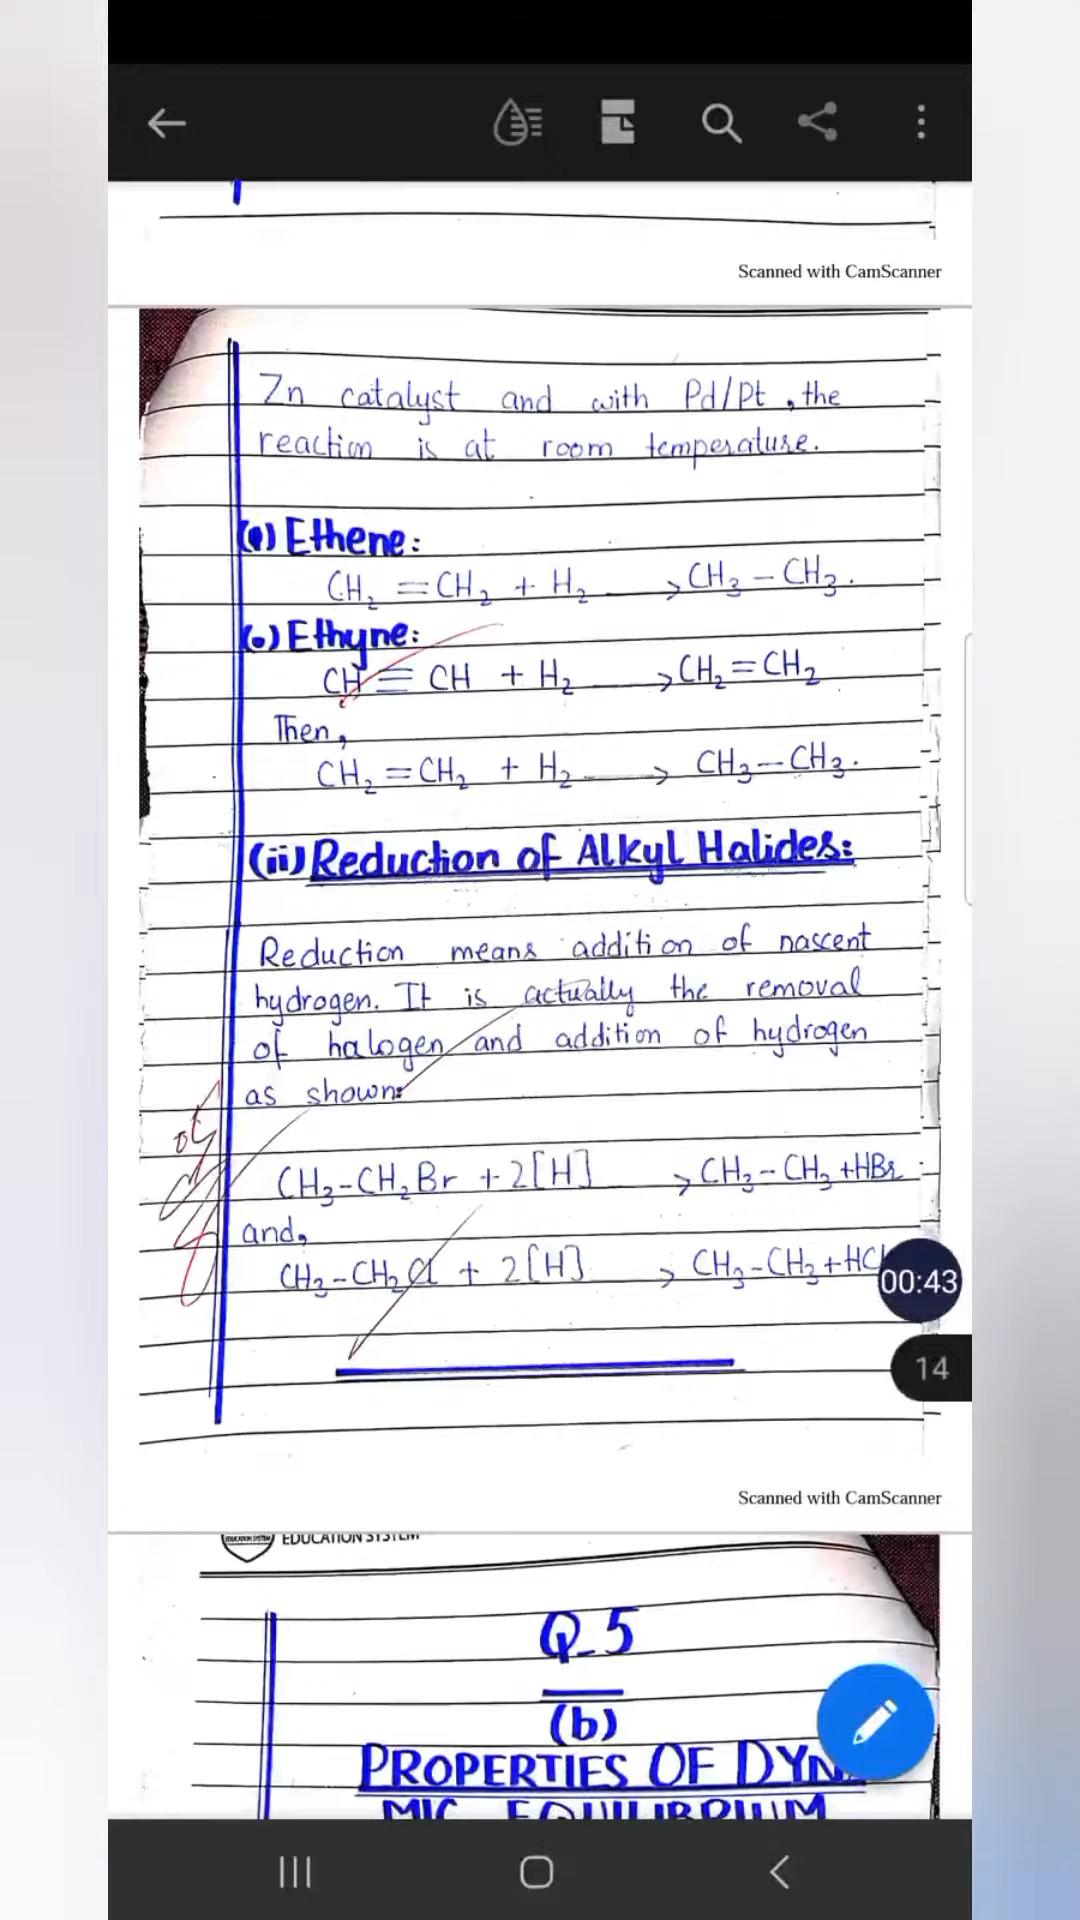 Scanned with CamScanner
Zn catalyst and with Pd/Pt, the
reaction is at room temperature.
Ethene:
CH₂ = CH₂ + H₂ → CH₃ – CH₃.
Ethyne:
CH ≡ CH + H₂ → CH₂ = CH₂
Then,
CH₂ = CH₂ + H₂ → CH₃ – CH₃.
(ii) Reduction of Alkyl Halides:
Reduction means addition of nascent
hydrogen. It is actually the removal
of halogen and addition of hydrogen
as shown:
CH₃–CH₂Br + 2[H] → CH₃–CH₃ + HBr
and,
CH₃–CH₂Cl + 2[H] → CH₃–CH₃ + HCl
00:43
14
Scanned with CamScanner
EDUCATION SYSTEM
Q.5
(b)
PROPERTIES OF DYNA
MIC EQUILIBRIUM